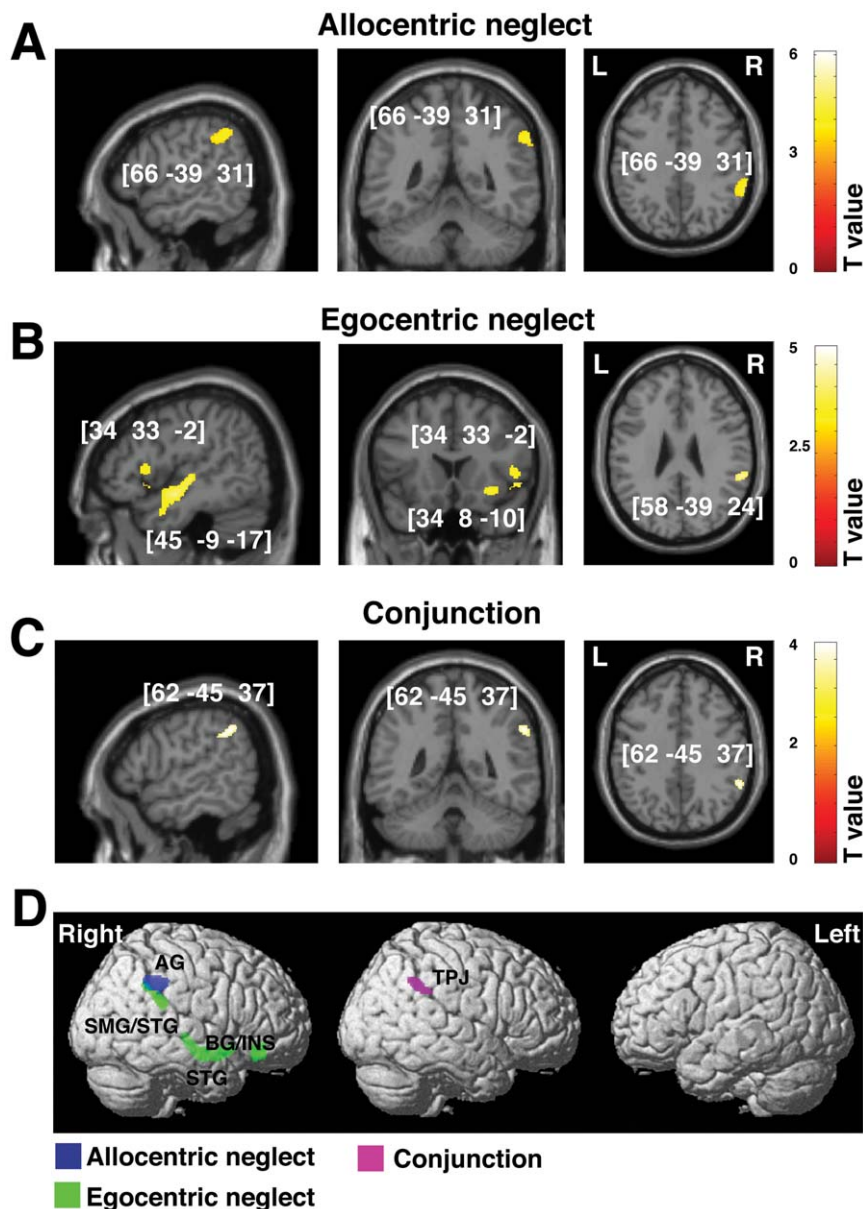 A
Allocentric neglect
[66 -39 31]
[66 -39 31]
L R
[66 -39 31]
6
3
0
T value
B
Egocentric neglect
[34 33 -2]
[45 -9 -17]
[34 33 -2]
[34 8 -10]
L R
[58 -39 24]
5
2.5
0
T value
C
Conjunction
[62 -45 37]
[62 -45 37]
L R
[62 -45 37]
4
2
0
T value
D
Right
AG
SMG/STG
BG/INS
STG
TPJ
Left
Allocentric neglect
Conjunction
Egocentric neglect